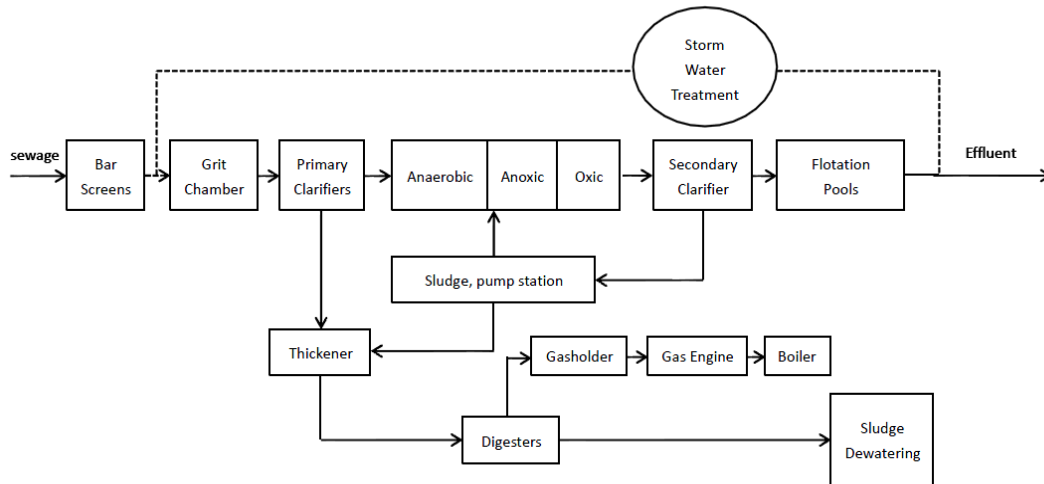 Storm
Water
Treatment
sewage
Bar
Screens
Grit
Chamber
Primary
Clarifiers
Anaerobic
Anoxic
Oxic
Secondary
Clarifier
Flotation
Pools
Effluent
Sludge, pump station
Thickener
Gasholder
Gas Engine
Boiler
Digesters
Sludge
Dewatering